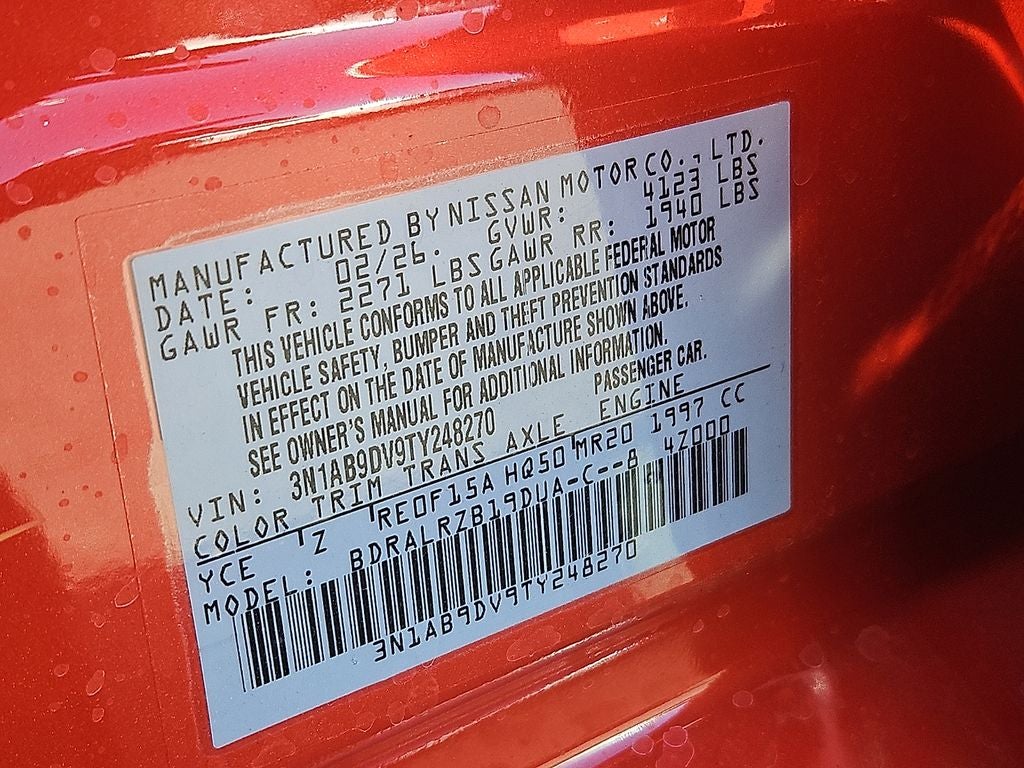 MANUFACTURED BY NISSAN MOTOR CO., LTD.
DATE: 02/26. GVWR: 4123 LBS
GAWR FR: 2271 LBS GAWR RR: 1940 LBS
THIS VEHICLE CONFORMS TO ALL APPLICABLE FEDERAL MOTOR
VEHICLE SAFETY, BUMPER AND THEFT PREVENTION STANDARDS
IN EFFECT ON THE DATE OF MANUFACTURE SHOWN ABOVE.
SEE OWNER'S MANUAL FOR ADDITIONAL INFORMATION.
VIN: 3N1AB9DV9TY248270 PASSENGER CAR.
COLOR TRIM TRANS AXLE ENGINE
YCE Z RE0F15A HQ50 MR20 1997 CC
MODEL: BDRALRZB19DUA-C--8 4Z000
3N1AB9DV9TY248270